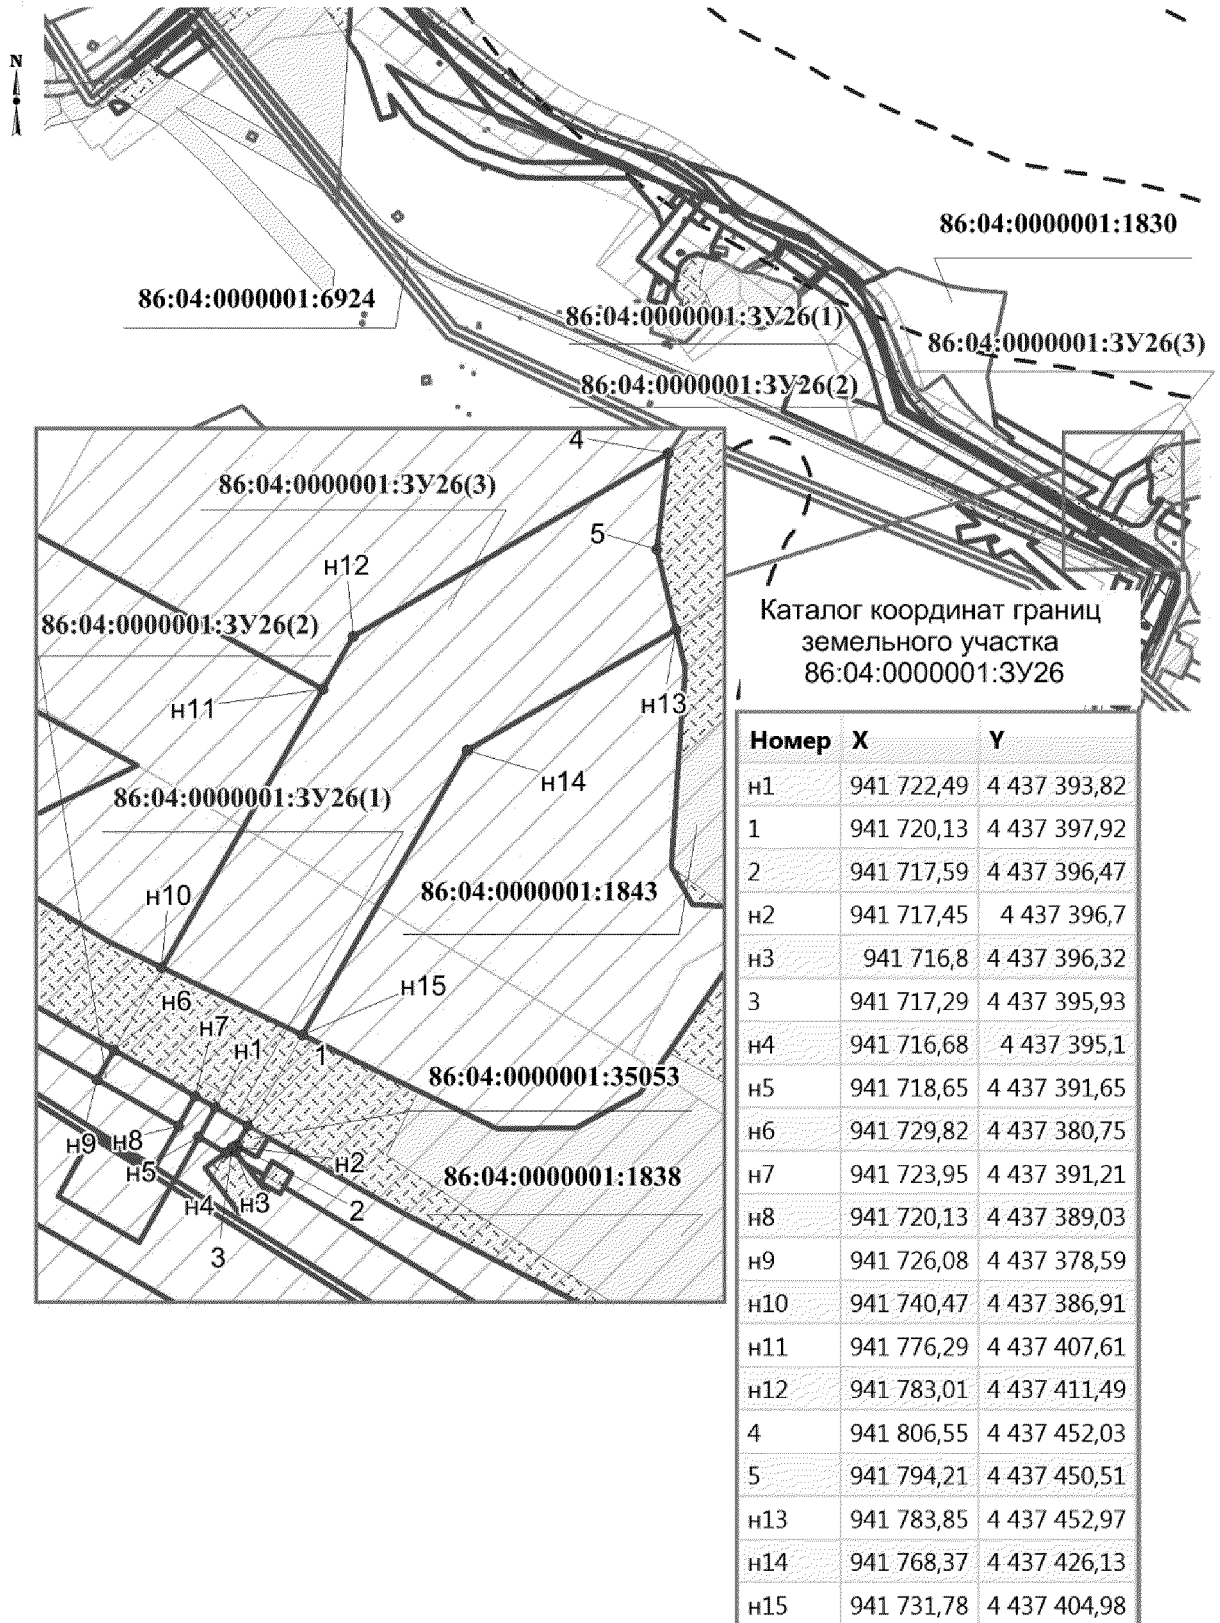 N
86:04:0000001:1830
86:04:0000001:6924
86:04:0000001:ЗУ26(1)
86:04:0000001:ЗУ26(3)
86:04:0000001:ЗУ26(2)
4
86:04:0000001:ЗУ26(3)
5
н12
86:04:0000001:ЗУ26(2)
н11
н13
н14
86:04:0000001:ЗУ26(1)
86:04:0000001:1843
н10
н15
н6
н7
н1
1
86:04:0000001:35053
н9
н8
н5
н2
86:04:0000001:1838
н4
н3
2
3
Каталог координат границ
земельного участка
86:04:0000001:ЗУ26
Номер X Y
н1 941 722,49 4 437 393,82
1 941 720,13 4 437 397,92
2 941 717,59 4 437 396,47
н2 941 717,45 4 437 396,7
н3 941 716,8 4 437 396,32
3 941 717,29 4 437 395,93
н4 941 716,68 4 437 395,1
н5 941 718,65 4 437 391,65
н6 941 729,82 4 437 380,75
н7 941 723,95 4 437 391,21
н8 941 720,13 4 437 389,03
н9 941 726,08 4 437 378,59
н10 941 740,47 4 437 386,91
н11 941 776,29 4 437 407,61
н12 941 783,01 4 437 411,49
4 941 806,55 4 437 452,03
5 941 794,21 4 437 450,51
н13 941 783,85 4 437 452,97
н14 941 768,37 4 437 426,13
н15 941 731,78 4 437 404,98